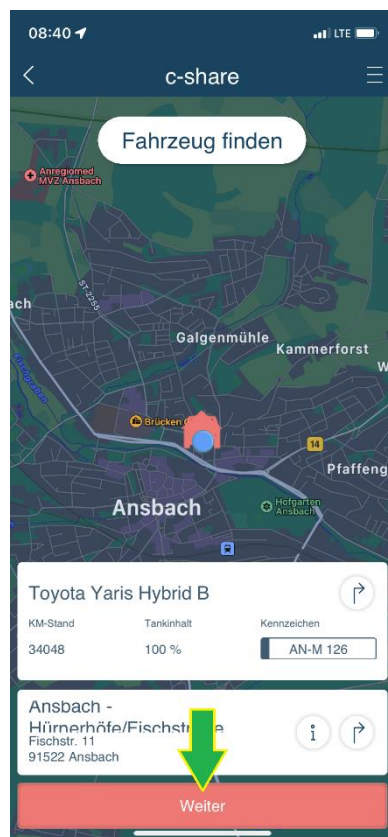 08:40
LTE
c-share
Fahrzeug finden
Anregiomed
MVZ Ansbach
ST 2255
ach
Galgenmühle
Kammerforst
W
Brücken
14
Pfaffeng
Ansbach
Hofgarten
Ansbach
Toyota Yaris Hybrid B
KM-Stand
Tankinhalt
Kennzeichen
34048
100 %
AN-M 126
Ansbach -
Fischstr. 11
91522 Ansbach
Weiter